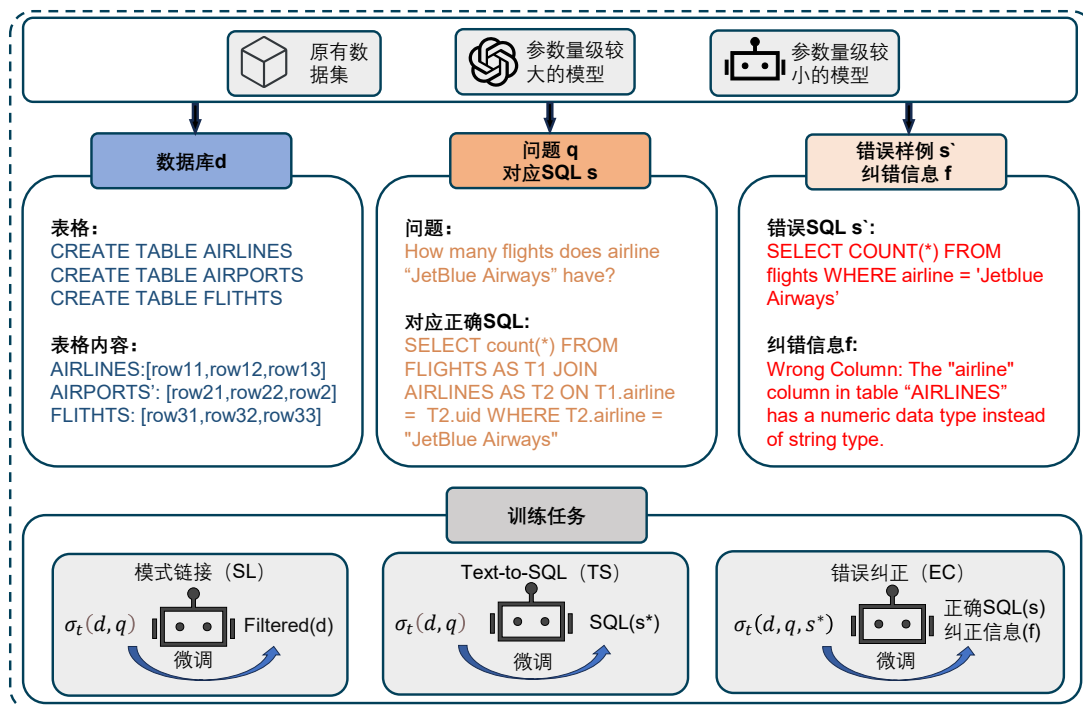 原有数
据集
参数量级较
大的模型
参数量级较
小的模型
数据库d
问题 q
对应SQL s
错误样例 s`
纠错信息 f
表格：
CREATE TABLE AIRLINES
CREATE TABLE AIRPORTS
CREATE TABLE FLITHTS
表格内容：
AIRLINES:[row11,row12,row13]
AIRPORTS’: [row21,row22,row2]
FLITHTS: [row31,row32,row33]
问题：
How many flights does airline
“JetBlue Airways” have?
对应正确SQL:
SELECT count(*) FROM
FLIGHTS AS T1 JOIN
AIRLINES AS T2 ON T1.airline
= T2.uid WHERE T2.airline =
"JetBlue Airways"
错误SQL s`:
SELECT COUNT(*) FROM
flights WHERE airline = 'Jetblue
Airways’
纠错信息f:
Wrong Column: The "airline"
column in table “AIRLINES”
has a numeric data type instead
of string type.
训练任务
模式链接（SL）
σₜ(d, q)
Filtered(d)
微调
Text-to-SQL（TS）
σₜ(d, q)
SQL(s*)
微调
错误纠正（EC）
σₜ(d, q, s*)
正确SQL(s)
纠正信息(f)
微调